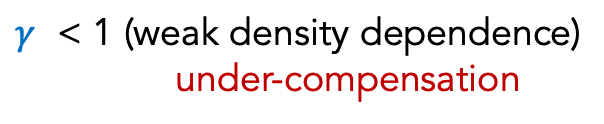 γ < 1 (weak density dependence)
under-compensation